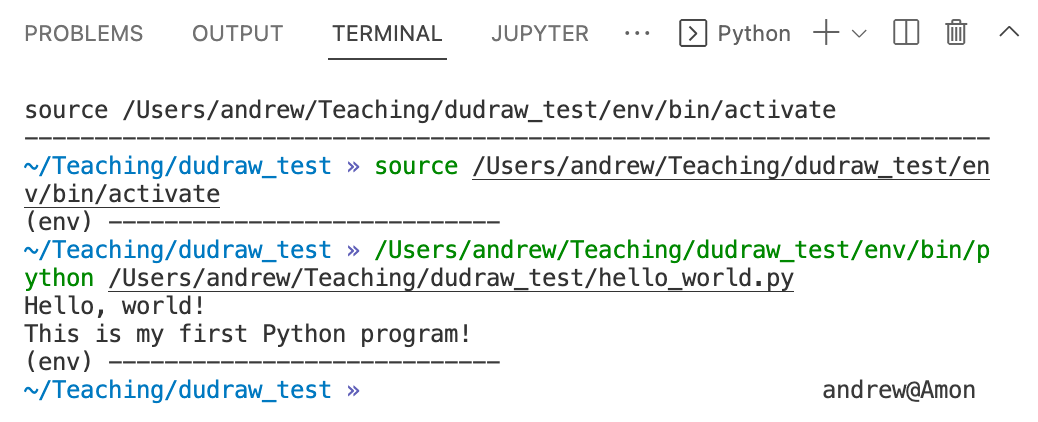 PROBLEMS OUTPUT TERMINAL JUPYTER ··· Python
source /Users/andrew/Teaching/dudraw_test/env/bin/activate
---------------------------------------------------------------------
~/Teaching/dudraw_test » source /Users/andrew/Teaching/dudraw_test/en
v/bin/activate
(env) ----------------------------
~/Teaching/dudraw_test » /Users/andrew/Teaching/dudraw_test/env/bin/p
ython /Users/andrew/Teaching/dudraw_test/hello_world.py
Hello, world!
This is my first Python program!
(env) ----------------------------
~/Teaching/dudraw_test » andrew@Amon